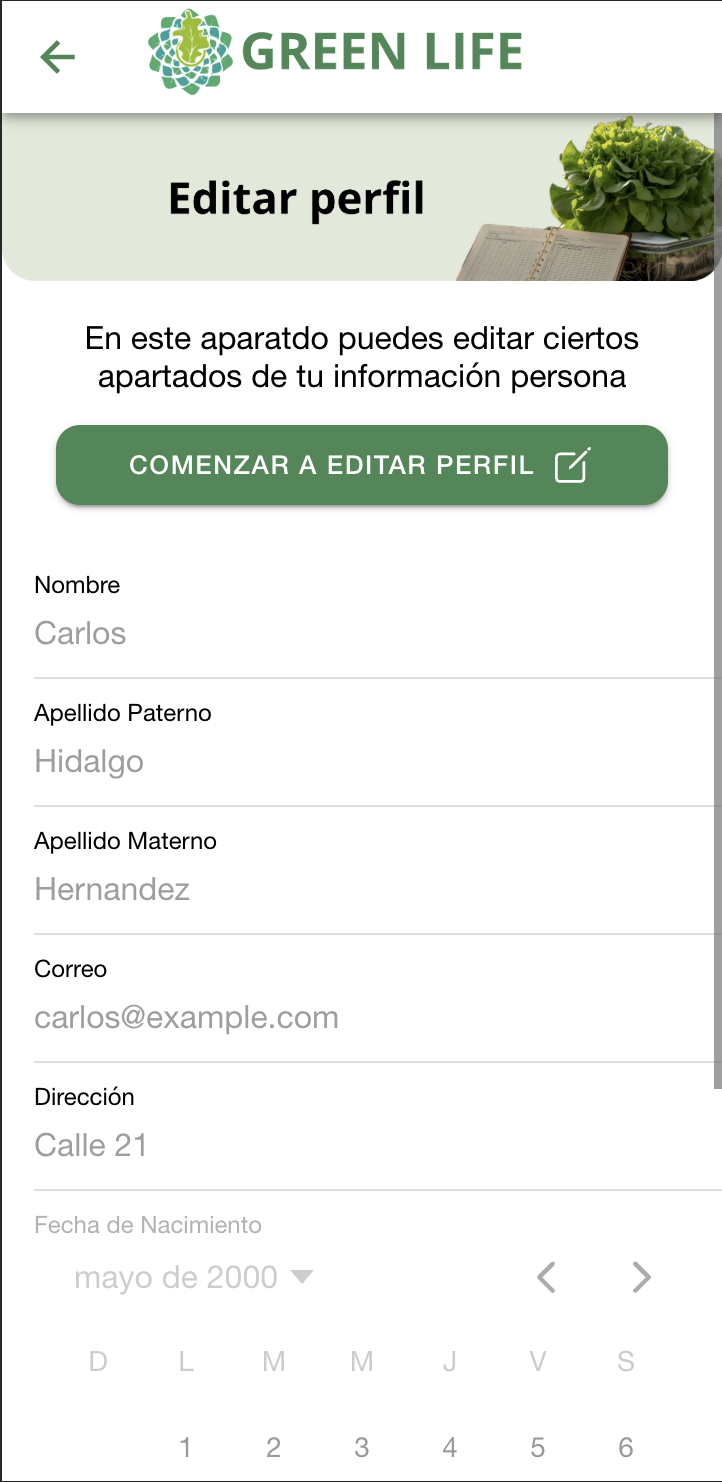 GREEN LIFE
Editar perfil
En este aparatdo puedes editar ciertos
apartados de tu información persona
COMENZAR A EDITAR PERFIL
Nombre
Carlos
Apellido Paterno
Hidalgo
Apellido Materno
Hernandez
Correo
carlos@example.com
Dirección
Calle 21
Fecha de Nacimiento
mayo de 2000
D L M M J V S
1 2 3 4 5 6